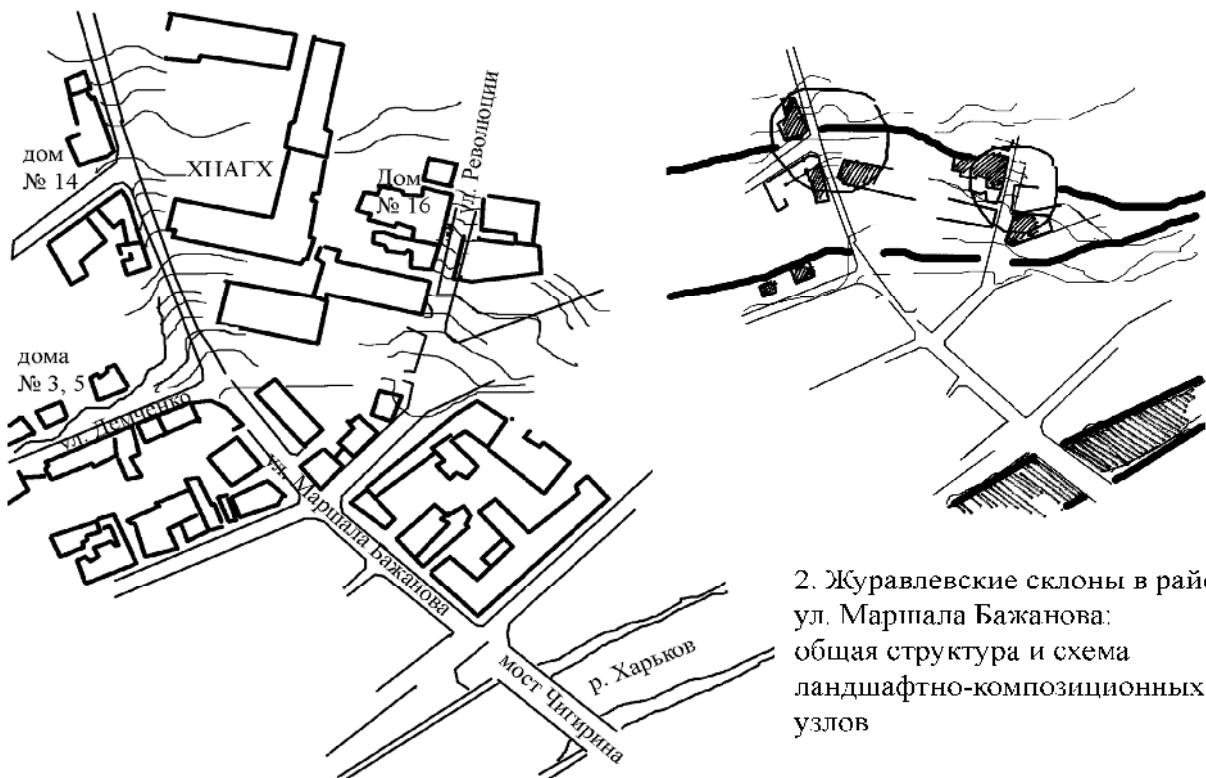 ул. Революции
дом
№ 14
ХНАГХ
Дом
№ 16
дома
№ 3, 5
ул. Демченко
ул. Маршала Бажанова
р. Харьков
мост Чигирина
2. Журавлевские склоны в рай
ул. Маршала Бажанова:
общая структура и схема
ландшафтно-композиционных
узлов